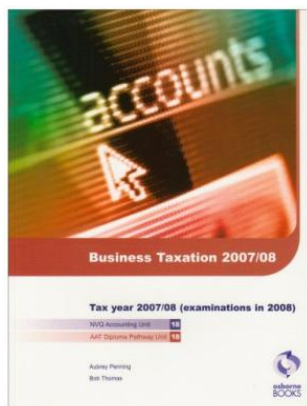 accounts
Business Taxation 2007/08
Tax year 2007/08 (examinations in 2008)
NVQ Accounting Unit 18
AAT Diploma Pathway Unit 18
Aubrey Penning
Bob Thomas
osborne
BOOKS